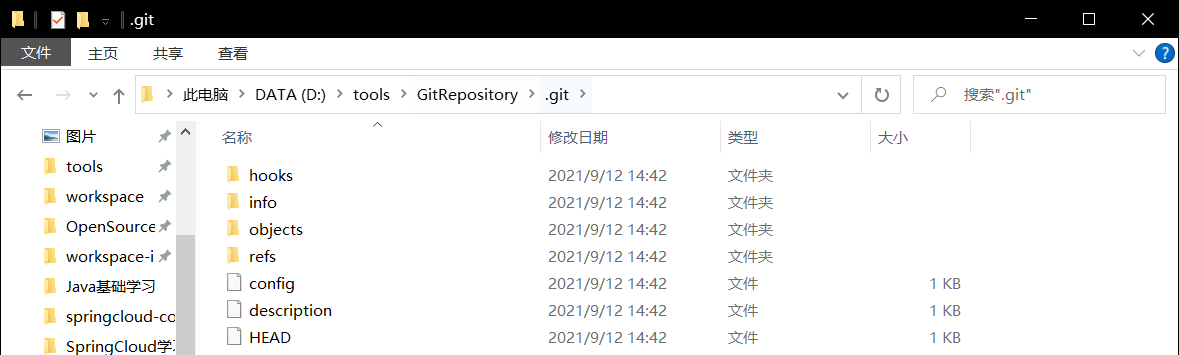 .git
文件 主页 共享 查看
此电脑 DATA (D:) tools GitRepository .git 搜索".git"
名称 修改日期 类型 大小
图片
tools
workspace
OpenSource
workspace-i
Java基础学习
springcloud-co
SpringCloud学习
hooks 2021/9/12 14:42 文件夹
info 2021/9/12 14:42 文件夹
objects 2021/9/12 14:42 文件夹
refs 2021/9/12 14:42 文件夹
config 2021/9/12 14:42 文件 1 KB
description 2021/9/12 14:42 文件 1 KB
HEAD 2021/9/12 14:42 文件 1 KB